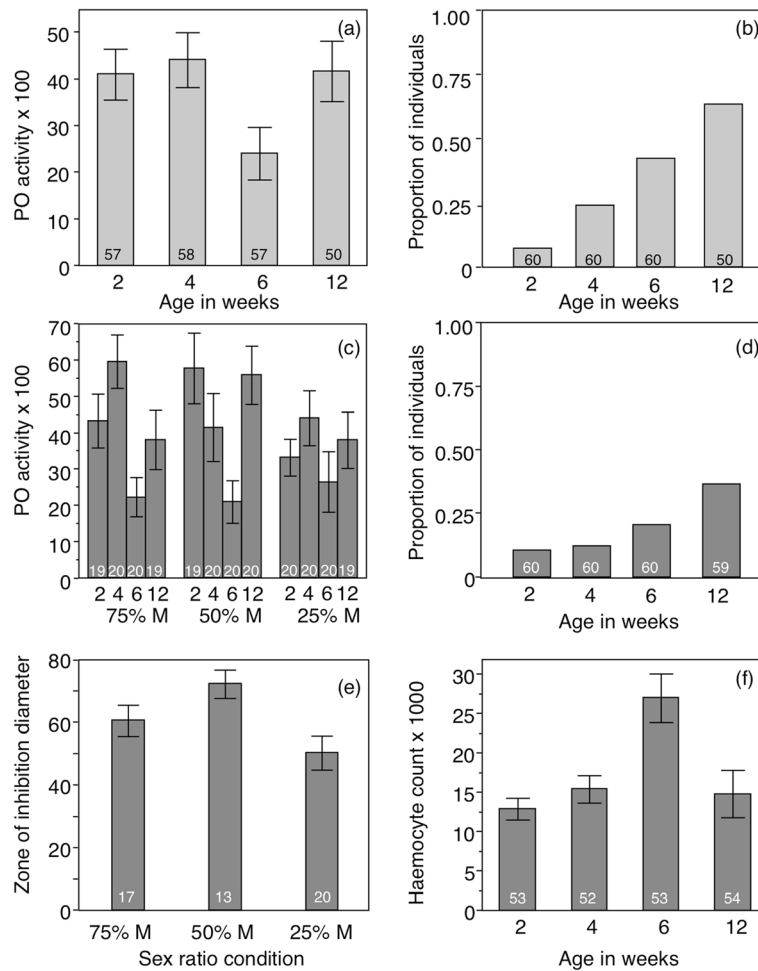 (a)
PO activity x 100
50
40
30
20
10
0
57 58 57 50
2 4 6 12
Age in weeks
(b)
Proportion of individuals
1.00
0.75
0.50
0.25
0
60 60 60 50
2 4 6 12
Age in weeks
(c)
PO activity x 100
70
60
50
40
30
20
10
0
19 20 20 19 19 20 20 20 20 20 20 19
2 4 6 12 2 4 6 12 2 4 6 12
75% M 50% M 25% M
(d)
Proportion of individuals
1.00
0.75
0.50
0.25
0
60 60 60 59
2 4 6 12
Age in weeks
(e)
Zone of inhibition diameter
80
60
40
20
0
17 13 20
75% M 50% M 25% M
Sex ratio condition
(f)
Haemocyte count x 1000
30
25
20
15
10
5
0
53 52 53 54
2 4 6 12
Age in weeks